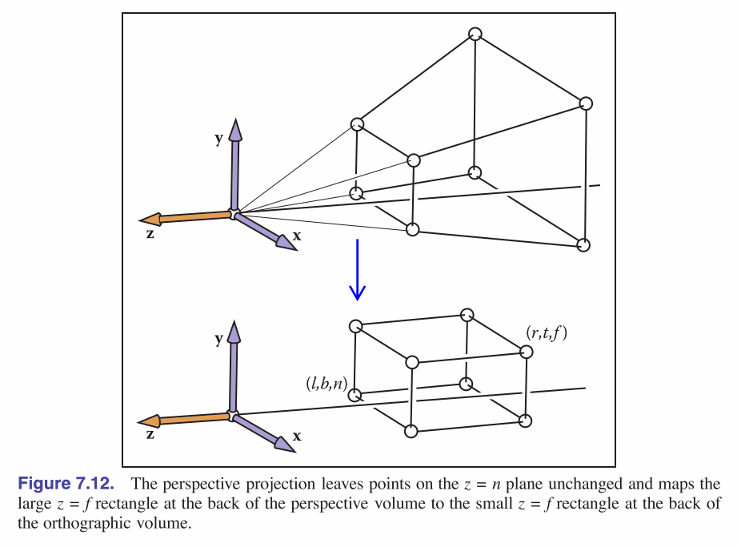 y
z
x
y
(r,t,f)
(l,b,n)
z
x
Figure 7.12. The perspective projection leaves points on the z = n plane unchanged and maps the
large z = f rectangle at the back of the perspective volume to the small z = f rectangle at the back of
the orthographic volume.